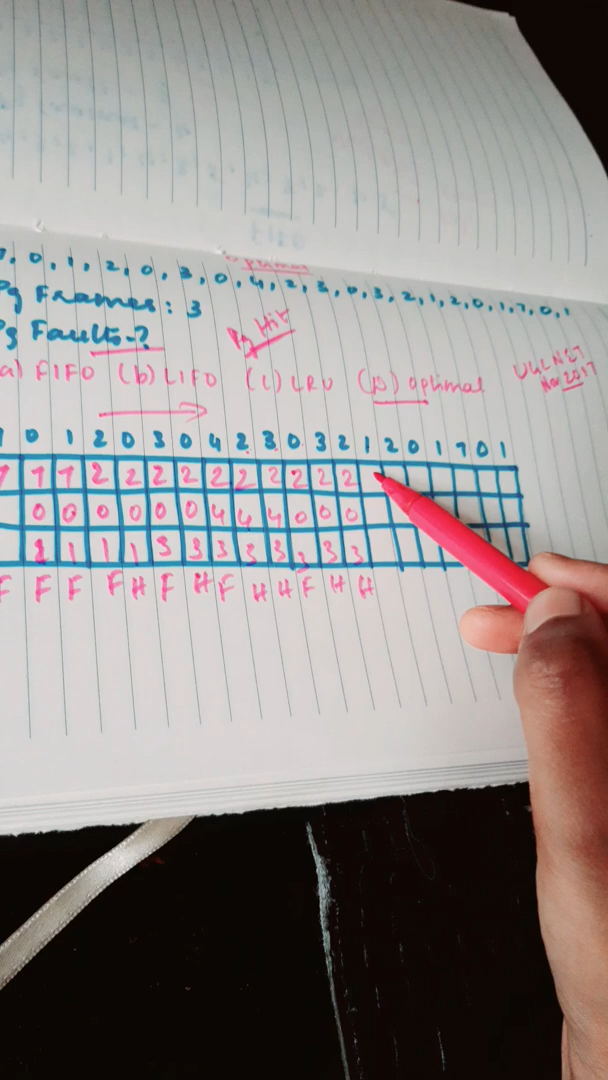 optimal
7, 0, 1, 2, 0, 3, 0, 4, 2, 3, 0, 3, 2, 1, 2, 0, 1, 7, 0, 1
Pg Frames: 3
Pg Faults-?
Hit
a) FIFO (b) LIFO (c) LRU (D) optimal
UGC NET
Nov 2017
0 1 2 0 3 0 4 2 3 0 3 2 1 2 0 1 7 0 1
7 7 7 2 2 2 2 2 2 2 2 2 2
0 0 0 0 0 0 4 4 4 0 0 0
1 1 1 1 3 3 3 3 3 3 3 3
F F F F H F H F H H F H H